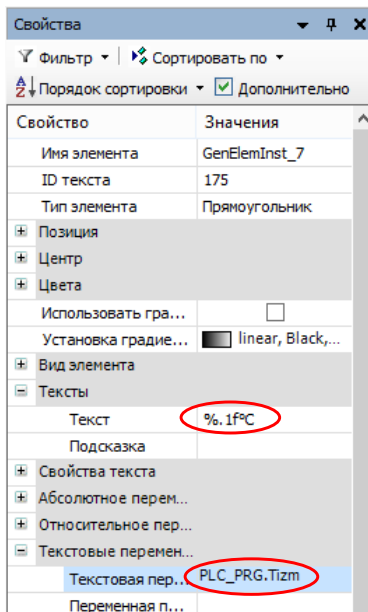 Свойства
Фильтр Сортировать по
Порядок сортировки Дополнительно
Свойство Значения
Имя элемента GenElemInst_7
ID текста 175
Тип элемента Прямоугольник
Позиция
Центр
Цвета
Использовать гра...
Установка градие... linear, Black,...
Вид элемента
Тексты
Текст %.1f°C
Подсказка
Свойства текста
Абсолютное перем...
Относительное пер...
Текстовые перемен...
Текстовая пер... PLC_PRG.Tizm
Переменная п...